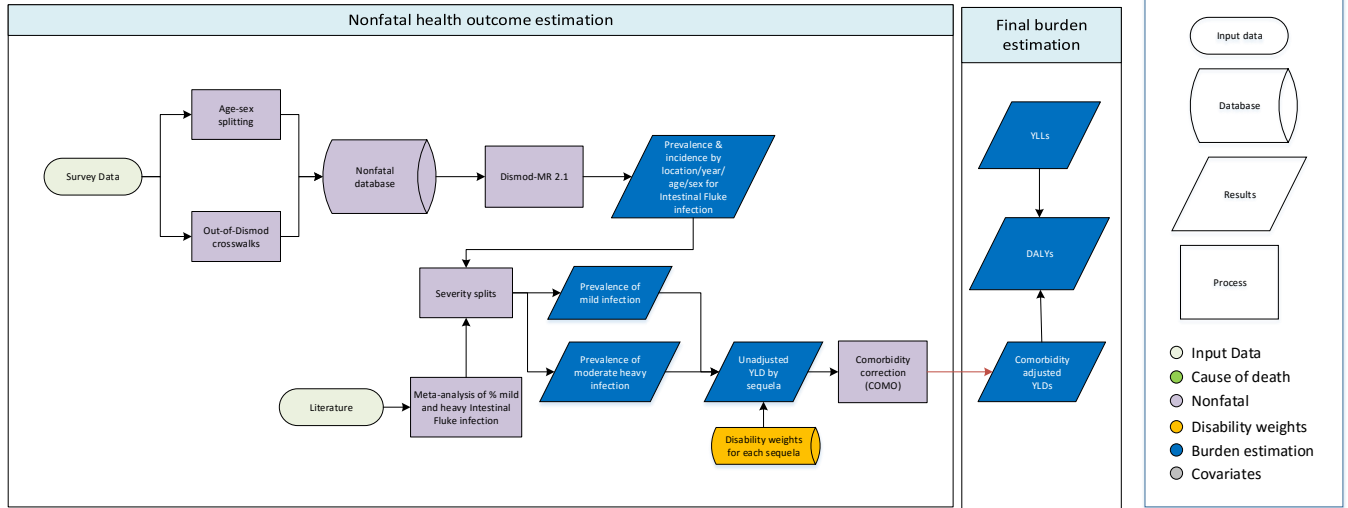 Nonfatal health outcome estimation
Final burden
estimation
Survey Data
Age-sex
splitting
Out-of-Dismod
crosswalks
Nonfatal
database
Dismod-MR 2.1
Prevalence &
incidence by
location/year/
age/sex for
Intestinal Fluke
infection
Severity splits
Prevalence of
mild infection
Prevalence of
moderate heavy
infection
Literature
Meta-analysis of % mild
and heavy Intestinal
Fluke infection
Unadjusted
YLD by
sequela
Disability weights
for each sequela
Comorbidity
correction
(COMO)
YLLs
DALYs
Comorbidity
adjusted
YLDs
Input data
Database
Results
Process
Input Data
Cause of death
Nonfatal
Disability weights
Burden estimation
Covariates